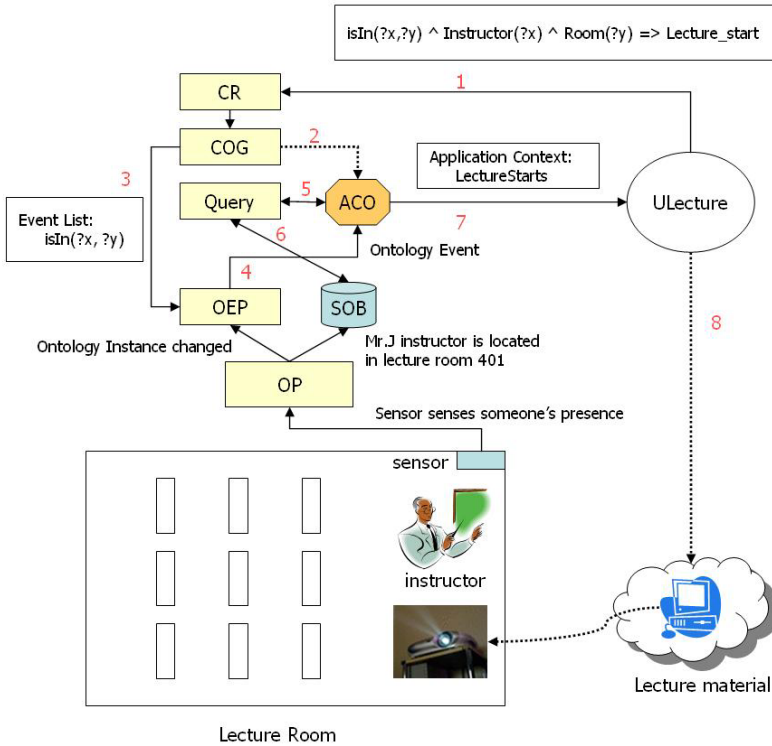 isIn(?x,?y) ^ Instructor(?x) ^ Room(?y) => Lecture_start
1
CR
COG
2
3
Application Context:
LectureStarts
Query
5
ACO
7
ULecture
Event List:
isIn(?x, ?y)
6
Ontology Event
4
OEP
SOB
8
Ontology Instance changed
Mr.J instructor is located
in lecture room 401
OP
Sensor senses someone's presence
sensor
instructor
Lecture material
Lecture Room